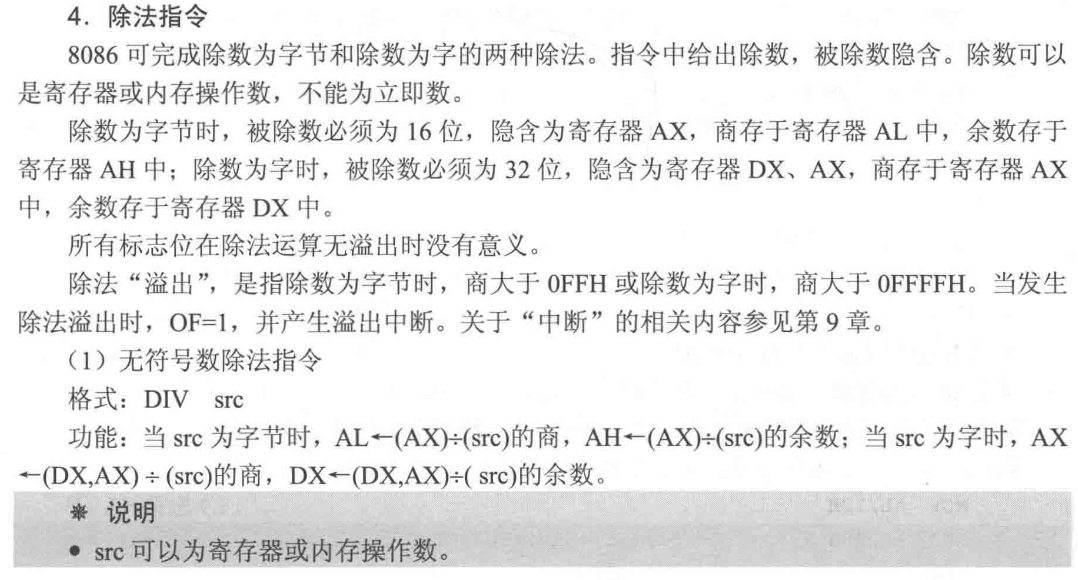 4．除法指令
8086 可完成除数为字节和除数为字的两种除法。指令中给出除数，被除数隐含。除数可以
是寄存器或内存操作数，不能为立即数。
除数为字节时，被除数必须为 16 位，隐含为寄存器 AX，商存于寄存器 AL 中，余数存于
寄存器 AH 中；除数为字时，被除数必须为 32 位，隐含为寄存器 DX、AX，商存于寄存器 AX
中，余数存于寄存器 DX 中。
所有标志位在除法运算无溢出时没有意义。
除法“溢出”，是指除数为字节时，商大于 0FFH 或除数为字时，商大于 0FFFFH。当发生
除法溢出时，OF=1，并产生溢出中断。关于“中断”的相关内容参见第 9 章。
（1）无符号数除法指令
格式：DIV src
功能：当 src 为字节时，AL←(AX)÷(src)的商，AH←(AX)÷(src)的余数；当 src 为字时，AX
←(DX,AX) ÷ (src)的商，DX←(DX,AX)÷( src)的余数。
※ 说明
● src 可以为寄存器或内存操作数。